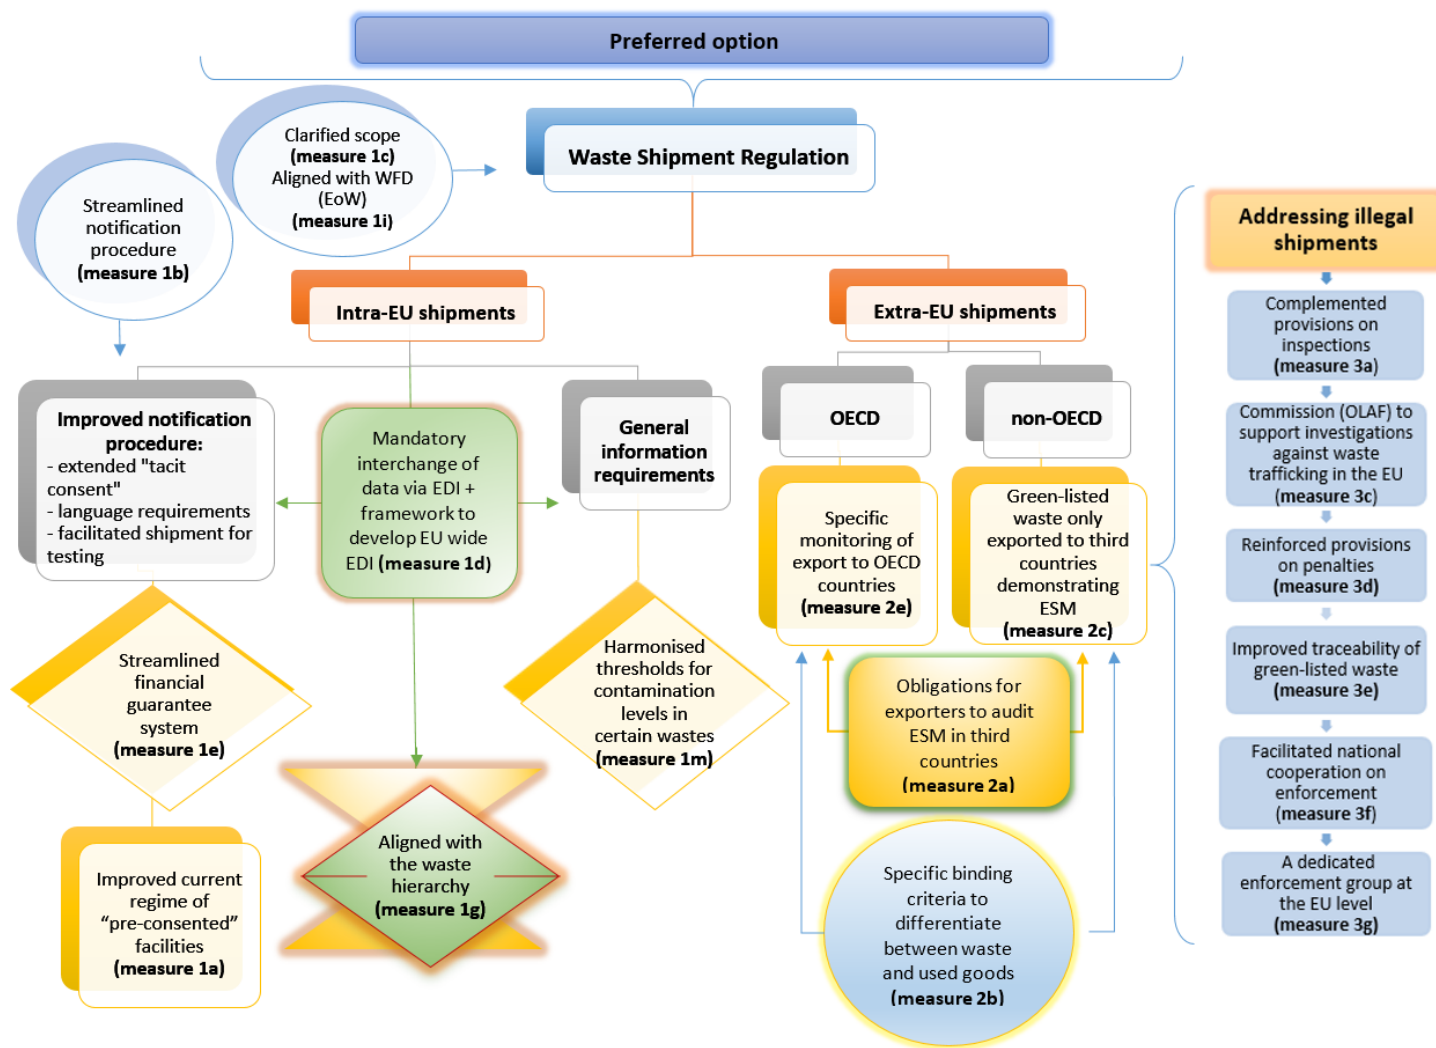 Preferred option
Clarified scope
(measure 1c)
Aligned with WFD
(EoW)
(measure 1i)
Waste Shipment Regulation
Streamlined
notification
procedure
(measure 1b)
Intra-EU shipments
Extra-EU shipments
Improved notification
procedure:
- extended "tacit
consent"
- language requirements
- facilitated shipment for
testing
Mandatory
interchange of
data via EDI +
framework to
develop EU wide
EDI (measure 1d)
General
information
requirements
OECD
non-OECD
Specific
monitoring of
export to OECD
countries
(measure 2e)
Green-listed
waste only
exported to third
countries
demonstrating
ESM
(measure 2c)
Streamlined
financial
guarantee
system
(measure 1e)
Harmonised
thresholds for
contamination
levels in
certain wastes
(measure 1m)
Obligations for
exporters to audit
ESM in third
countries
(measure 2a)
Improved current
regime of
“pre-consented”
facilities
(measure 1a)
Aligned with
the waste
hierarchy
(measure 1g)
Specific binding
criteria to
differentiate
between waste
and used goods
(measure 2b)
Addressing illegal
shipments
Complemented
provisions on
inspections
(measure 3a)
Commission (OLAF) to
support investigations
against waste
trafficking in the EU
(measure 3c)
Reinforced provisions
on penalties
(measure 3d)
Improved traceability of
green-listed waste
(measure 3e)
Facilitated national
cooperation on
enforcement
(measure 3f)
A dedicated
enforcement group at
the EU level
(measure 3g)